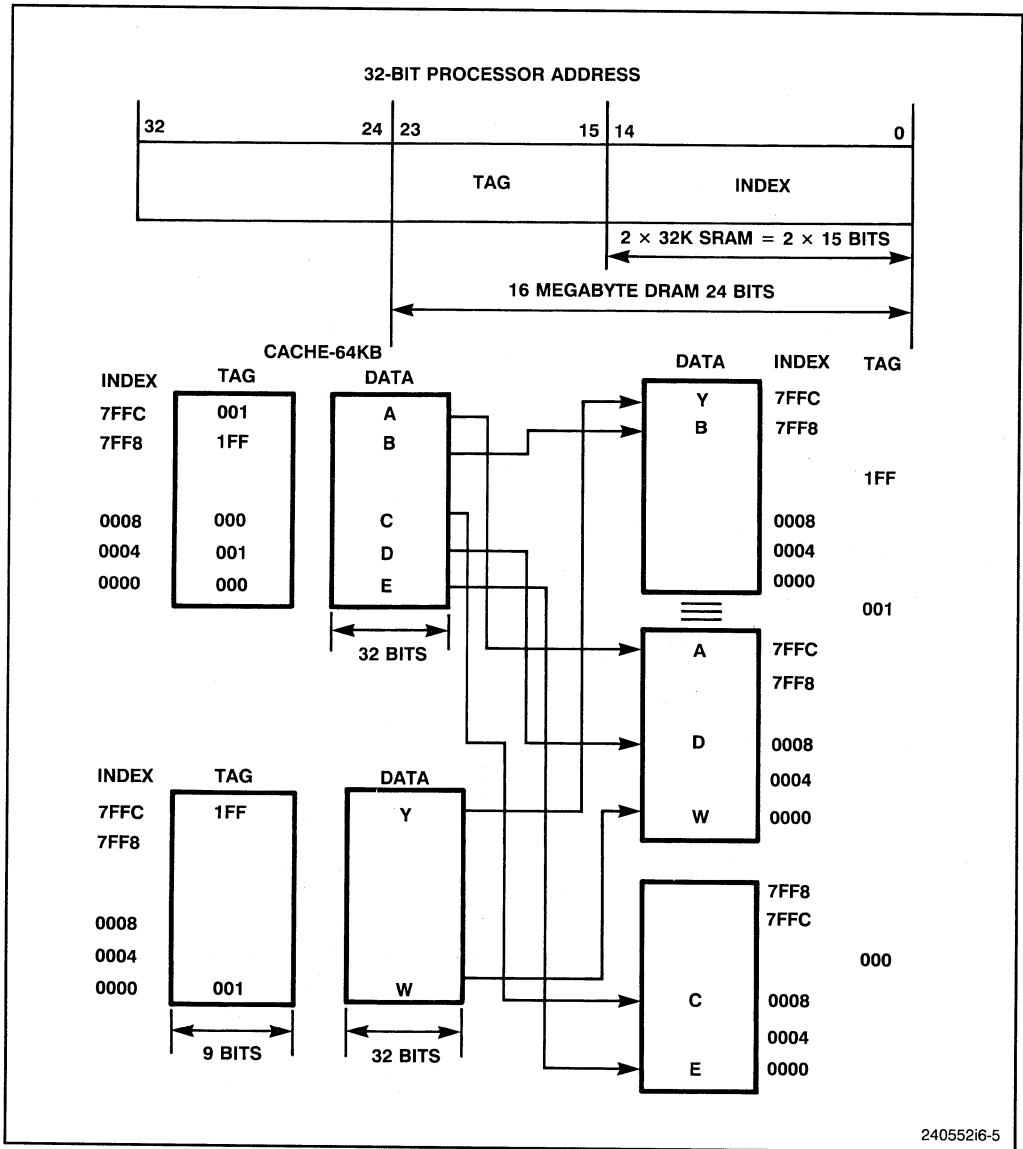 32-BIT PROCESSOR ADDRESS
32 24 23 15 14 0
TAG INDEX
2 × 32K SRAM = 2 × 15 BITS
16 MEGABYTE DRAM 24 BITS
CACHE-64KB
INDEX TAG DATA
7FFC 001 A
7FF8 1FF B
0008 000 C
0004 001 D
0000 000 E
32 BITS
INDEX TAG DATA
7FFC 1FF Y
7FF8
0008
0004
0000 001 W
9 BITS 32 BITS
DATA INDEX TAG
Y 7FFC
B 7FF8
1FF
0008
0004
0000
001
A 7FFC
7FF8
D 0008
0004
W 0000
7FF8
7FFC
000
C 0008
0004
E 0000
240552i6-5